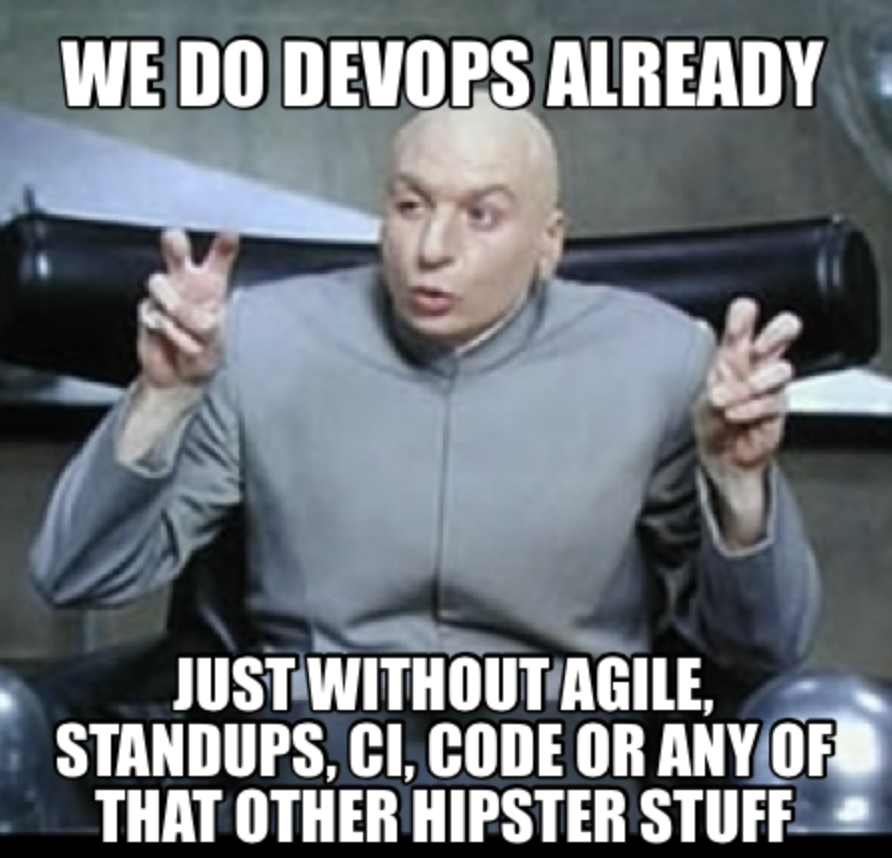 WE DO DEVOPS ALREADY
JUST WITHOUT AGILE,
STANDUPS, CI, CODE OR ANY OF
THAT OTHER HIPSTER STUFF